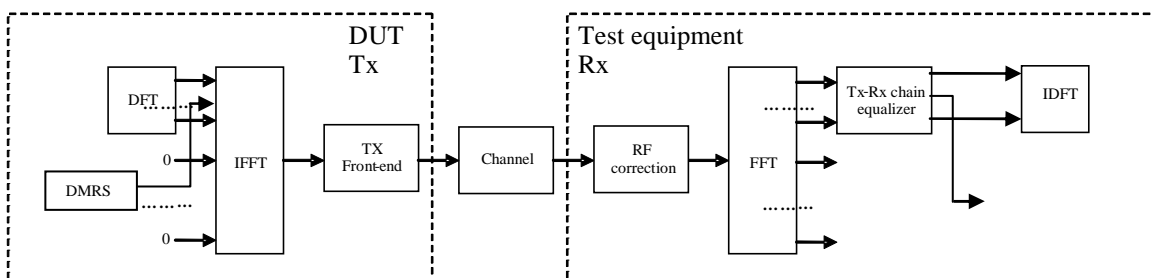 DUT
Tx
Test equipment
Rx
DFT
………
DMRS
………
0
0
IFFT
TX
Front-end
Channel
RF
correction
FFT
………
………
Tx-Rx chain
equalizer
IDFT